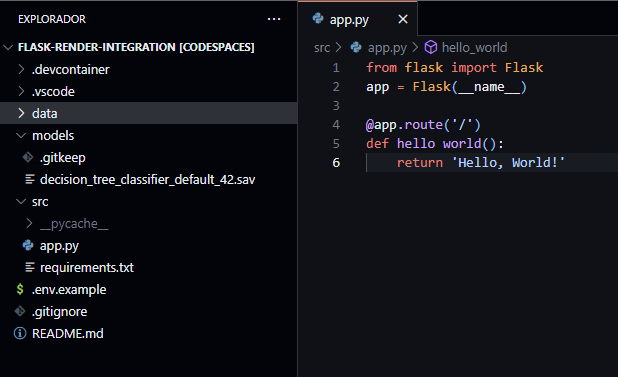 EXPLORADOR ···
FLASK-RENDER-INTEGRATION [CODESPACES]
.devcontainer
.vscode
data
models
.gitkeep
decision_tree_classifier_default_42.sav
src
__pycache__
app.py
requirements.txt
$ .env.example
.gitignore
README.md
app.py
src > app.py > hello_world
1 from flask import Flask
2 app = Flask(__name__)
3
4 @app.route('/')
5 def hello world():
6     return 'Hello, World!'